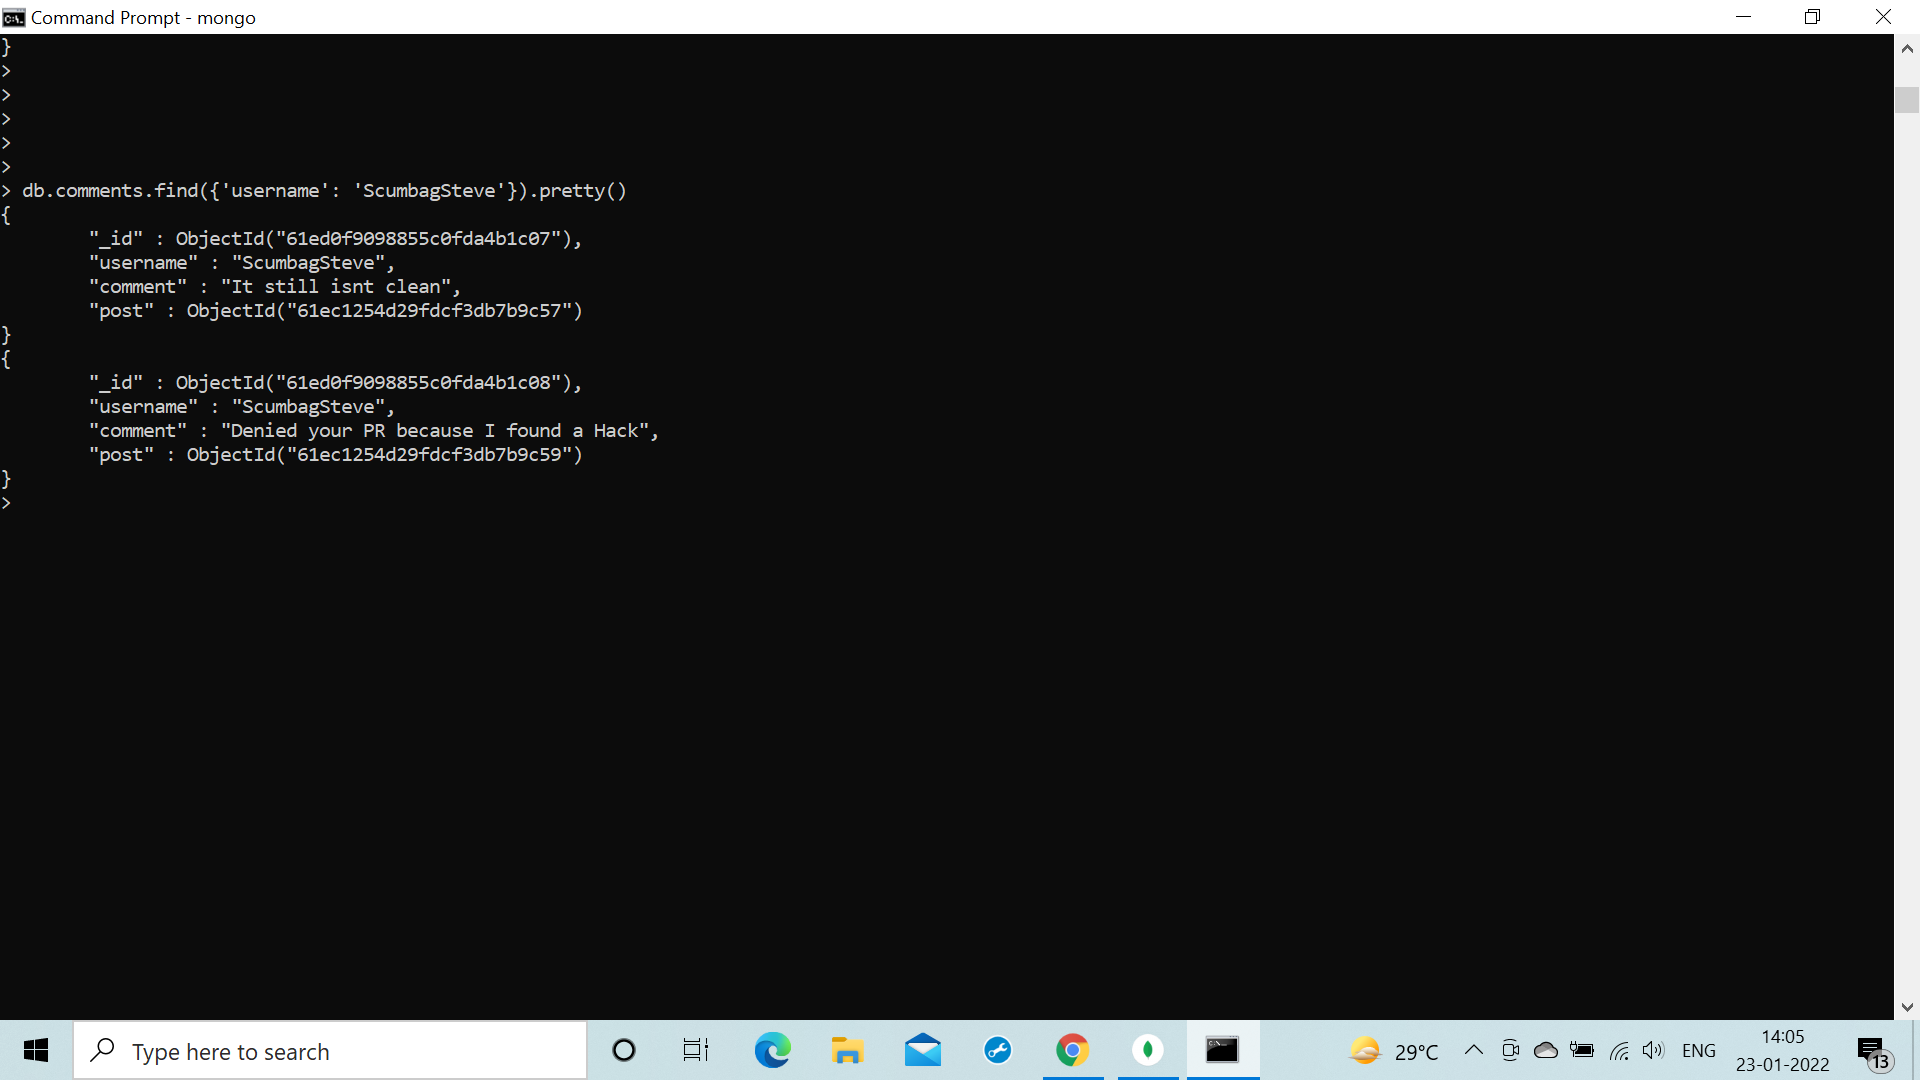 Command Prompt - mongo
}
>
>
>
>
>
> db.comments.find({'username': 'ScumbagSteve'}).pretty()
{
"_id" : ObjectId("61ed0f9098855c0fda4b1c07"),
"username" : "ScumbagSteve",
"comment" : "It still isnt clean",
"post" : ObjectId("61ec1254d29fdcf3db7b9c57")
}
{
"_id" : ObjectId("61ed0f9098855c0fda4b1c08"),
"username" : "ScumbagSteve",
"comment" : "Denied your PR because I found a Hack",
"post" : ObjectId("61ec1254d29fdcf3db7b9c59")
}
>
Type here to search
29°C
ENG
14:05
23-01-2022
13